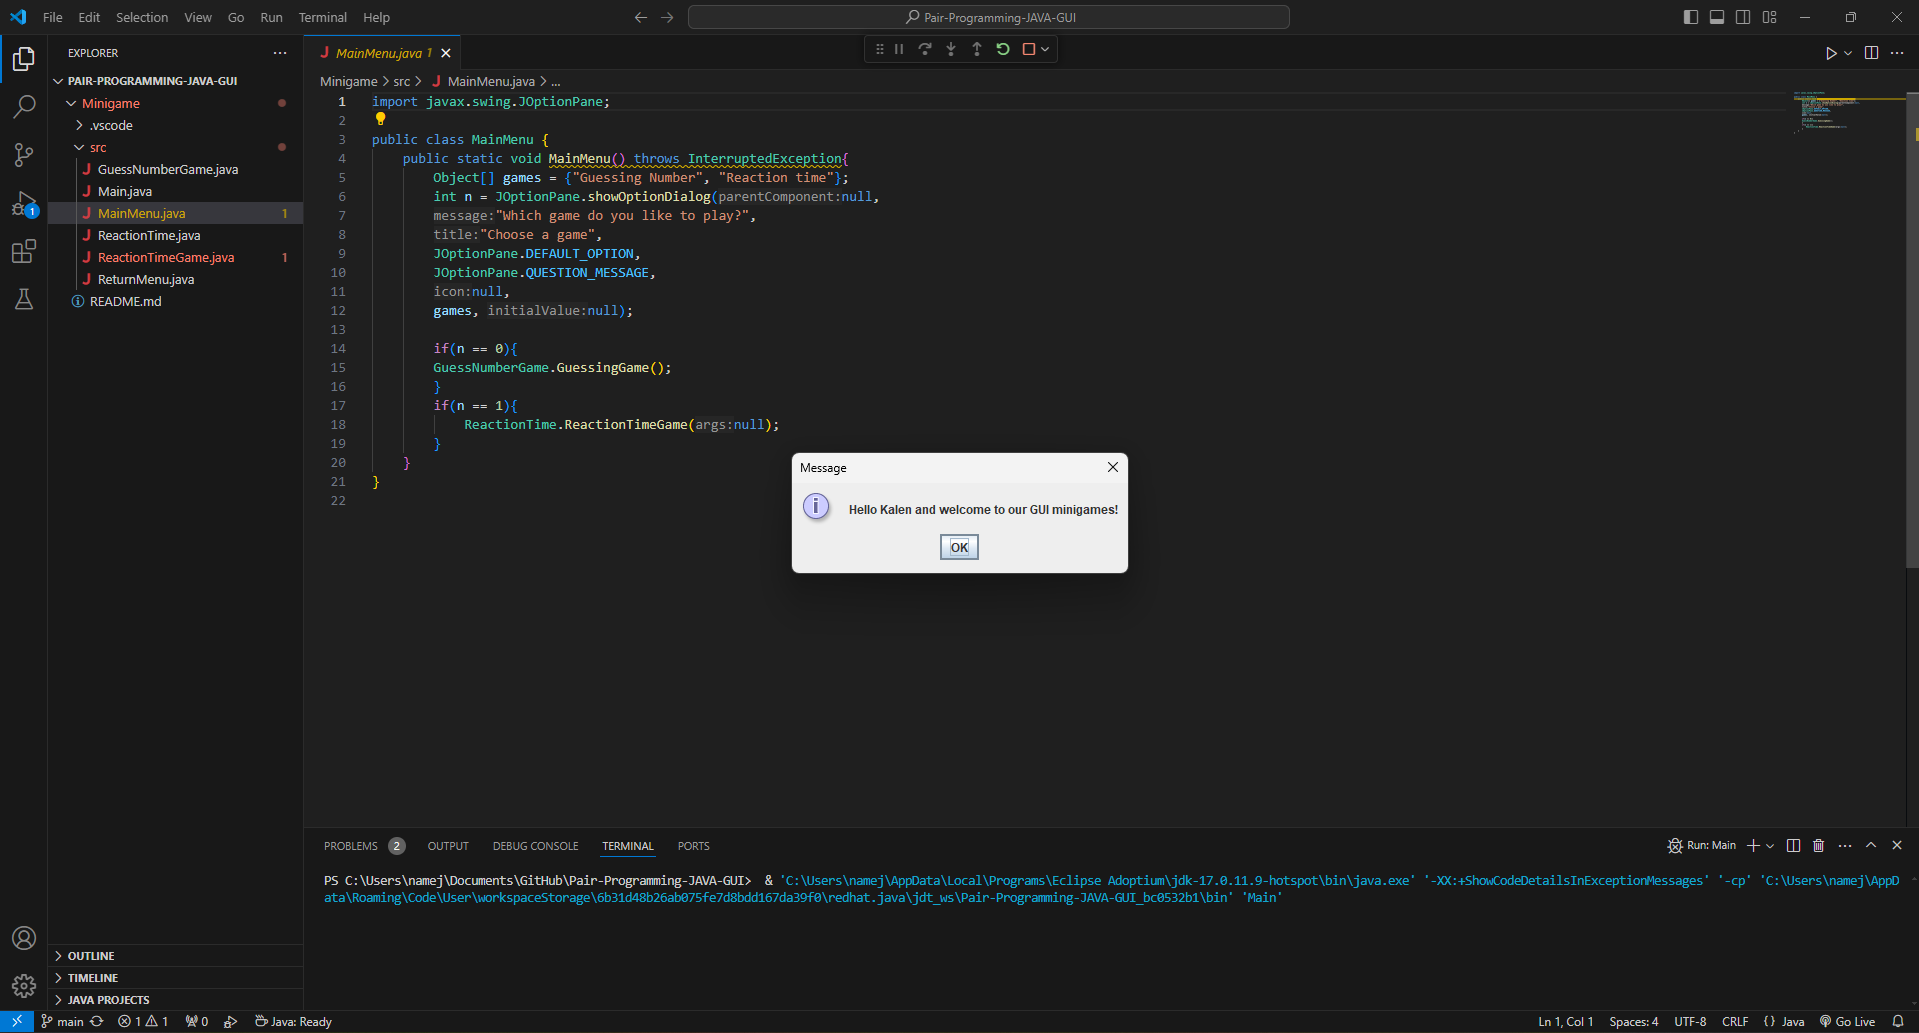 File Edit Selection View Go Run Terminal Help
Pair-Programming-JAVA-GUI
EXPLORER
PAIR-PROGRAMMING-JAVA-GUI
Minigame
.vscode
src
GuessNumberGame.java
Main.java
MainMenu.java 1
ReactionTime.java
ReactionTimeGame.java 1
ReturnMenu.java
README.md
1
OUTLINE
TIMELINE
JAVA PROJECTS
MainMenu.java 1
Minigame > src > MainMenu.java > ...
1 import javax.swing.JOptionPane;
2
3 public class MainMenu {
4 public static void MainMenu() throws InterruptedException{
5 Object[] games = {"Guessing Number", "Reaction time"};
6 int n = JOptionPane.showOptionDialog(parentComponent:null,
7 message:"Which game do you like to play?",
8 title:"Choose a game",
9 JOptionPane.DEFAULT_OPTION,
10 JOptionPane.QUESTION_MESSAGE,
11 icon:null,
12 games, initialValue:null);
13
14 if(n == 0){
15 GuessNumberGame.GuessingGame();
16 }
17 if(n == 1){
18 ReactionTime.ReactionTimeGame(args:null);
19 }
20 }
21 }
22
Message
Hello Kalen and welcome to our GUI minigames!
OK
PROBLEMS 2 OUTPUT DEBUG CONSOLE TERMINAL PORTS
Run: Main
PS C:\Users\namej\Documents\GitHub\Pair-Programming-JAVA-GUI> & 'C:\Users\namej\AppData\Local\Programs\Eclipse Adoptium\jdk-17.0.11.9-hotspot\bin\java.exe' '-XX:+ShowCodeDetailsInExceptionMessages' '-cp' 'C:\Users\namej\AppD
ata\Roaming\Code\User\workspaceStorage\6b31d48b26ab075fe7d8bdd167da39f0\redhat.java\jdt_ws\Pair-Programming-JAVA-GUI_bc0532b1\bin' 'Main'
main 1 1 0 Java: Ready
Ln 1, Col 1 Spaces: 4 UTF-8 CRLF {} Java Go Live